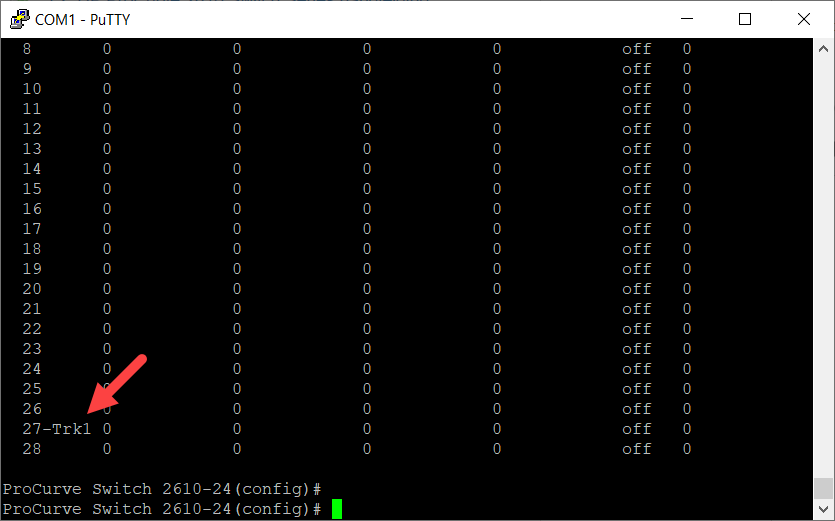 COM1 - PuTTY
8 0 0 0 0 off 0
9 0 0 0 0 off 0
10 0 0 0 0 off 0
11 0 0 0 0 off 0
12 0 0 0 0 off 0
13 0 0 0 0 off 0
14 0 0 0 0 off 0
15 0 0 0 0 off 0
16 0 0 0 0 off 0
17 0 0 0 0 off 0
18 0 0 0 0 off 0
19 0 0 0 0 off 0
20 0 0 0 0 off 0
21 0 0 0 0 off 0
22 0 0 0 0 off 0
23 0 0 0 0 off 0
24 0 0 0 0 off 0
25 0 0 0 0 off 0
26 0 0 0 0 off 0
27-Trk1 0 0 0 0 off 0
28 0 0 0 0 off 0
ProCurve Switch 2610-24(config)#
ProCurve Switch 2610-24(config)#